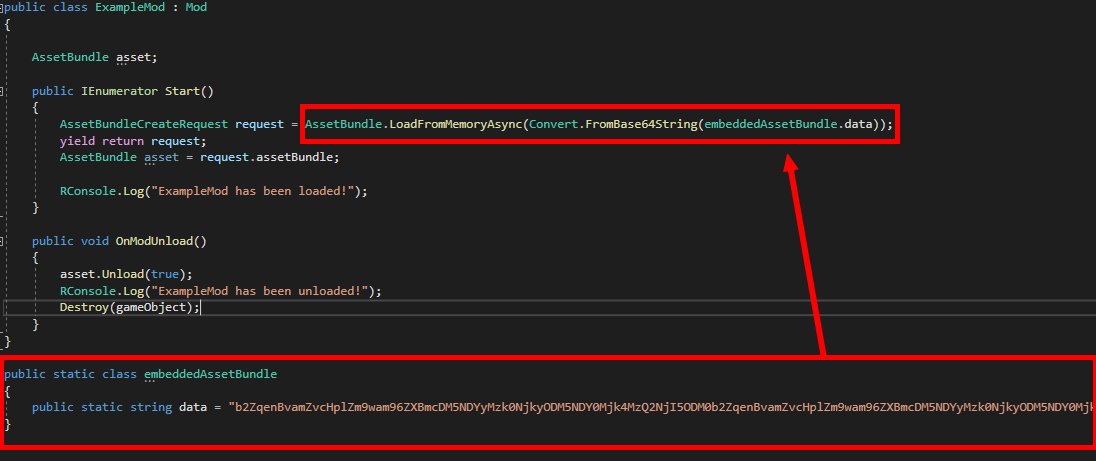 public class ExampleMod : Mod
{
AssetBundle asset;
public IEnumerator Start()
{
AssetBundleCreateRequest request = AssetBundle.LoadFromMemoryAsync(Convert.FromBase64String(embeddedAssetBundle.data));
yield return request;
AssetBundle asset = request.assetBundle;
RConsole.Log("ExampleMod has been loaded!");
}
public void OnModUnload()
{
asset.Unload(true);
RConsole.Log("ExampleMod has been unloaded!");
Destroy(gameObject);
}
}
public static class embeddedAssetBundle
{
public static string data = "b2ZqenBvamZvcHplZm9wam96ZXBmcDM5NDYyMzk0NjkyODM5NDY0Mjk4MzQ2NjI5ODM0b2ZqenBvamZvcHplZm9wam96ZXBmcDM5NDYyMzk0NjkyODM5NDY0Mjk
}